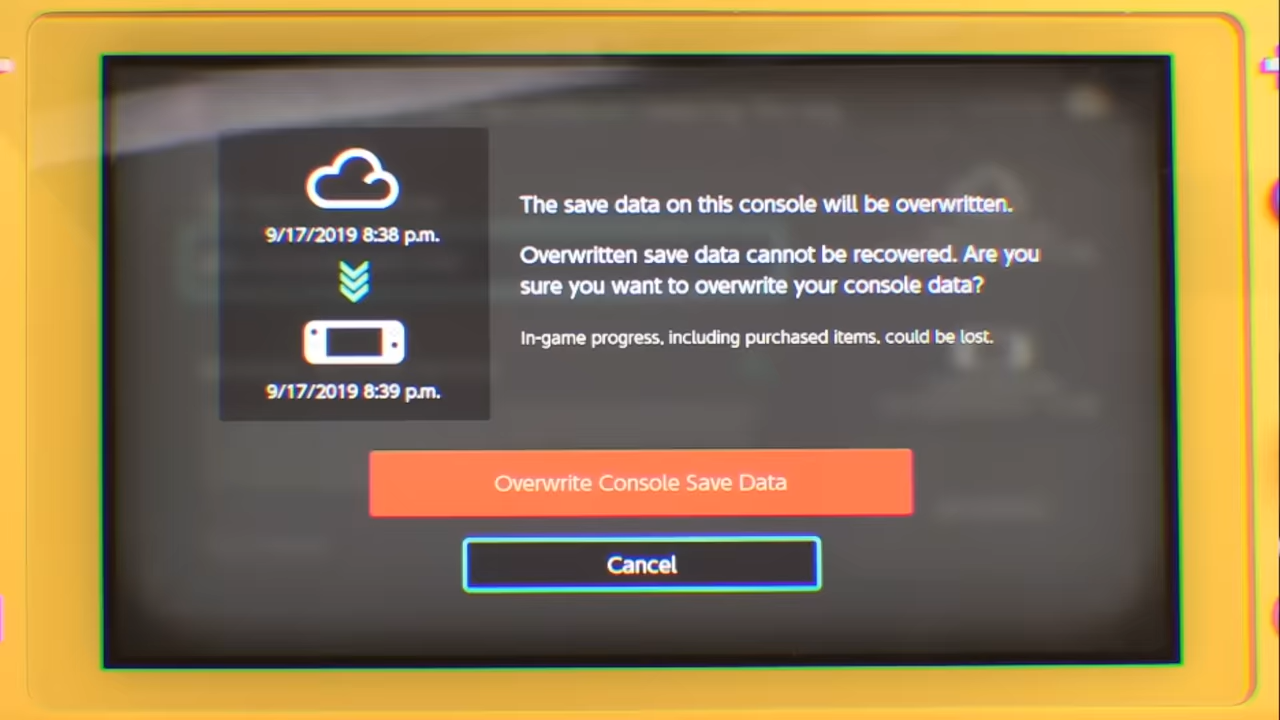 9/17/2019 8:38 p.m.
9/17/2019 8:39 p.m.
The save data on this console will be overwritten.
Overwritten save data cannot be recovered. Are you
sure you want to overwrite your console data?
In-game progress, including purchased items, could be lost.
Overwrite Console Save Data
Cancel